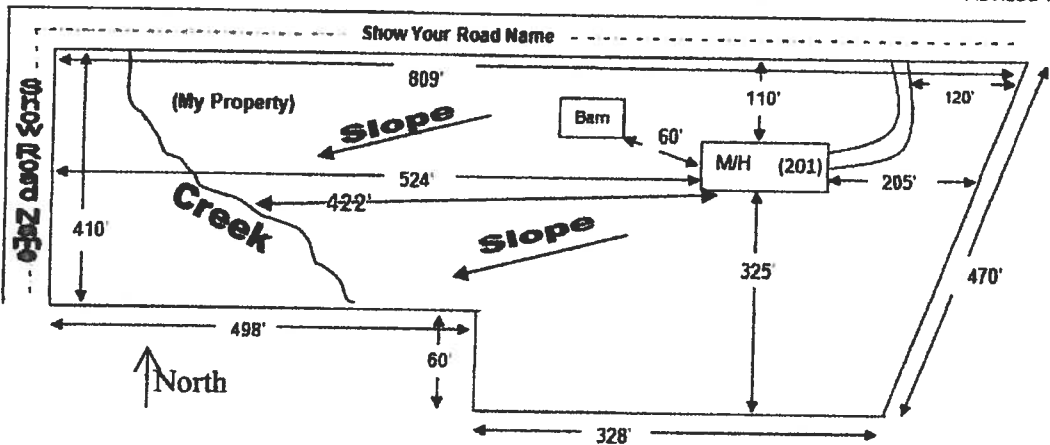 Show Your Road Name
809'
(My Property)
Slope
Barn
60'
110'
120'
M/H (201)
524'
205'
422'
Creek
410'
Slope
325'
470'
498'
60'
North
328'
Show Road Name